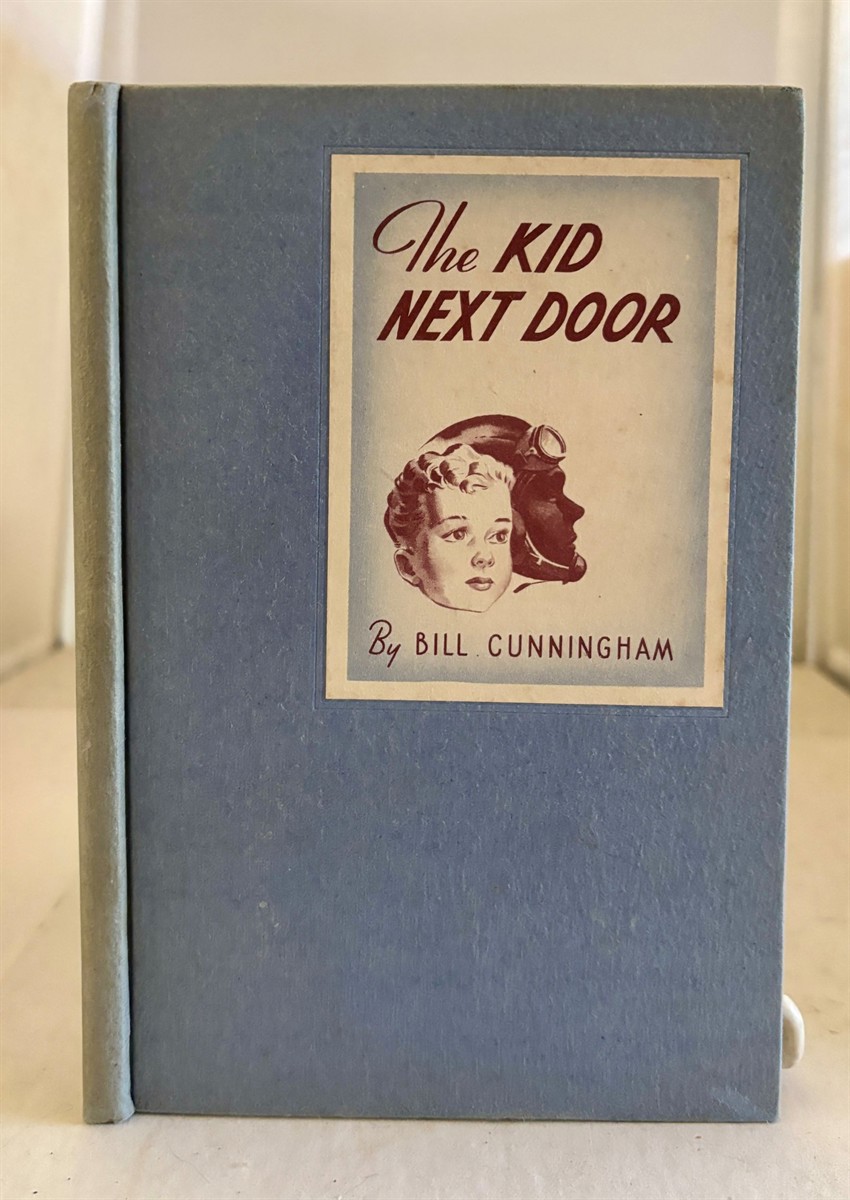 The KID
NEXT DOOR
By BILL CUNNINGHAM